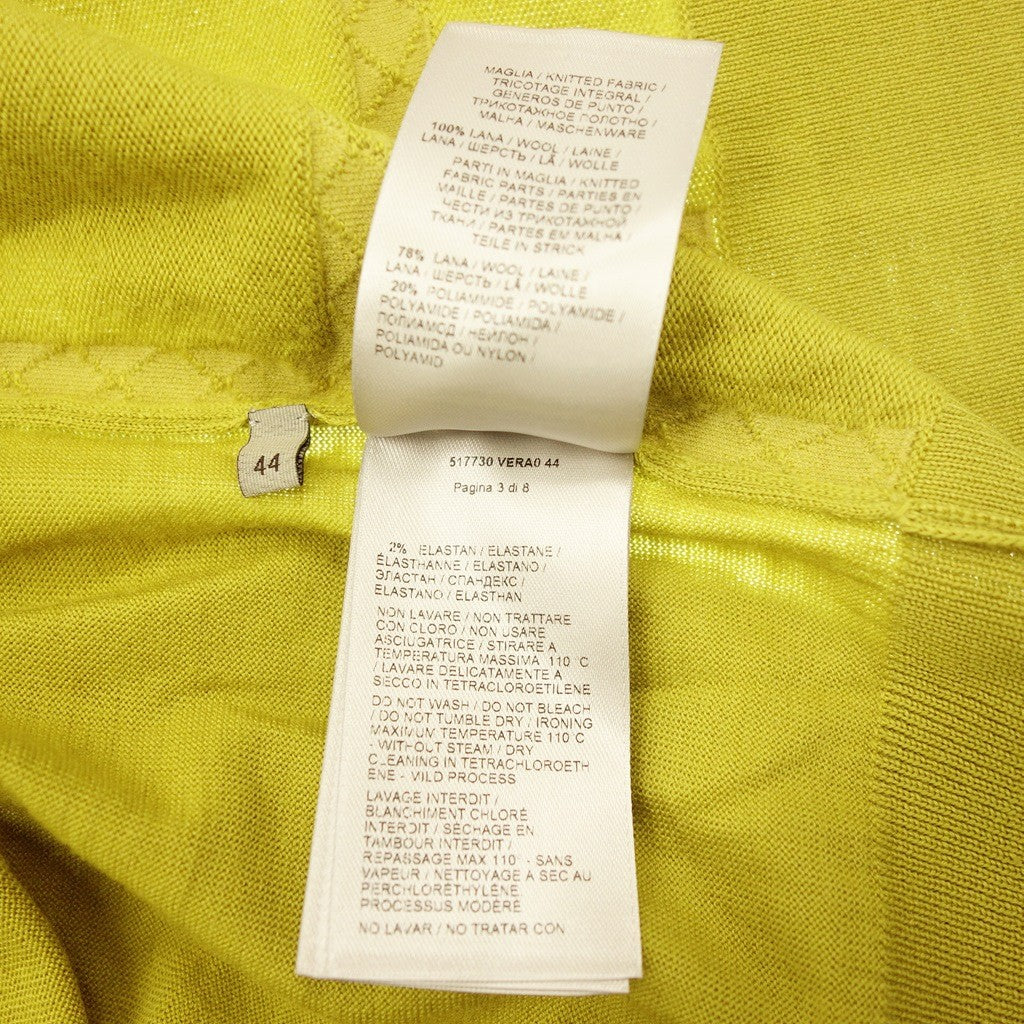 MAGLIA / KNITTED FABRIC /
TRICOTAGE INTEGRAL /
GENEROS DE PUNTO /
ТРИКОТАЖНОЕ ПОЛОТНО /
MALHA / MASCHENWARE
100% LANA / WOOL / LAINE /
LANA / ШЕРСТЬ / LÃ / WOLLE
PARTI IN MAGLIA / KNITTED
FABRIC PARTS / PARTIES EN
MAILLE / PARTES DE PUNTO /
ЧЕСТИ ИЗ ТРИКОТАЖНОЙ
ТКАНИ / PARTES EM MALHA /
TEILE IN STRICK
78% LANA / WOOL / LAINE /
LANA / ШЕРСТЬ / LÃ / WOLLE
20% POLIAMMIDE / POLYAMIDE /
POLYAMIDE / POLIAMIDA /
ПОЛИАМОД / НЕЙЛОН /
POLIAMIDA OU NYLON /
POLYAMID
44
517730 VERA0 44
Pagina 3 di 8
2% ELASTAN / ELASTANE /
ÉLASTHANNE / ELASTANO /
ЭЛАСТАН / СПАНДЕКС /
ELASTANO / ELASTHAN
NON LAVARE / NON TRATTARE
CON CLORO / NON USARE
ASCIUGATRICE / STIRARE A
TEMPERATURA MASSIMA 110°C
/ LAVARE DELICATAMENTE A
SECCO IN TETRACLOROETILENE
DO NOT WASH / DO NOT BLEACH
/ DO NOT TUMBLE DRY / IRONING
MAXIMUM TEMPERATURE 110°C
- WITHOUT STEAM / DRY
CLEANING IN TETRACHLOROETH
ENE - MILD PROCESS
LAVAGE INTERDIT /
BLANCHIMENT CHLORÉ
INTERDIT / SÉCHAGE EN
TAMBOUR INTERDIT /
REPASSAGE MAX 110° - SANS
VAPEUR / NETTOYAGE A SEC AU
PERCHLORÉTHYLÈNE.
PROCESSUS MODÉRÉ
NO LAVAR / NO TRATAR CON